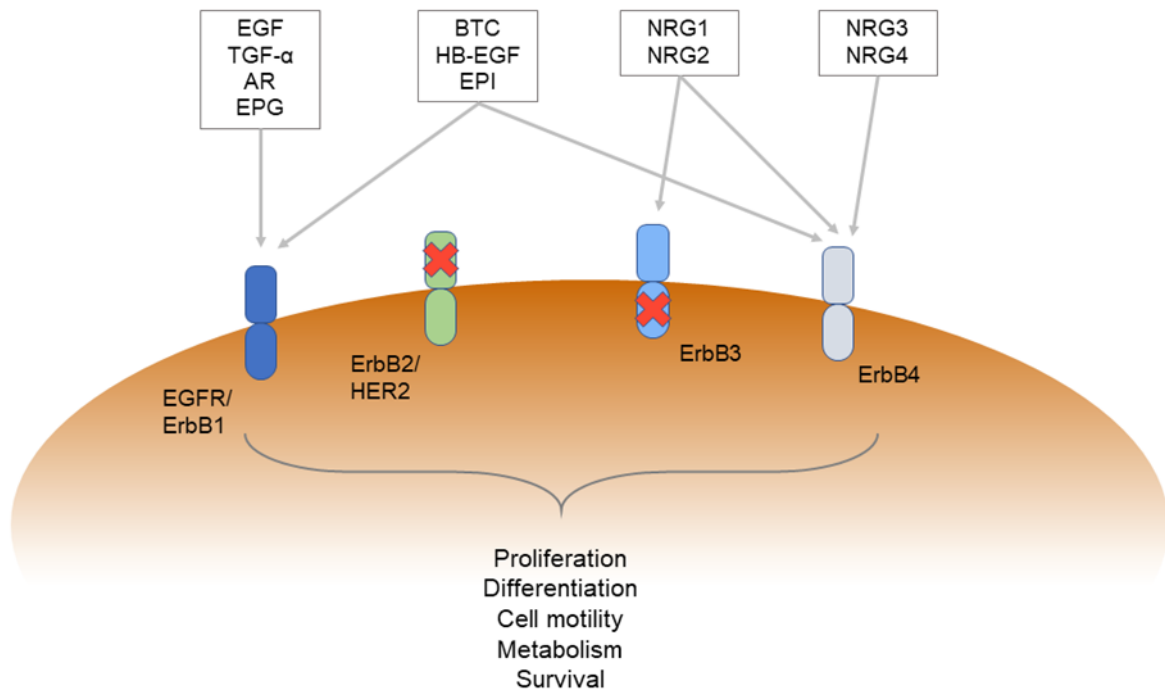 EGF
TGF-α
AR
EPG
BTC
HB-EGF
EPI
NRG1
NRG2
NRG3
NRG4
EGFR/
ErbB1
ErbB2/
HER2
ErbB3
ErbB4
Proliferation
Differentiation
Cell motility
Metabolism
Survival